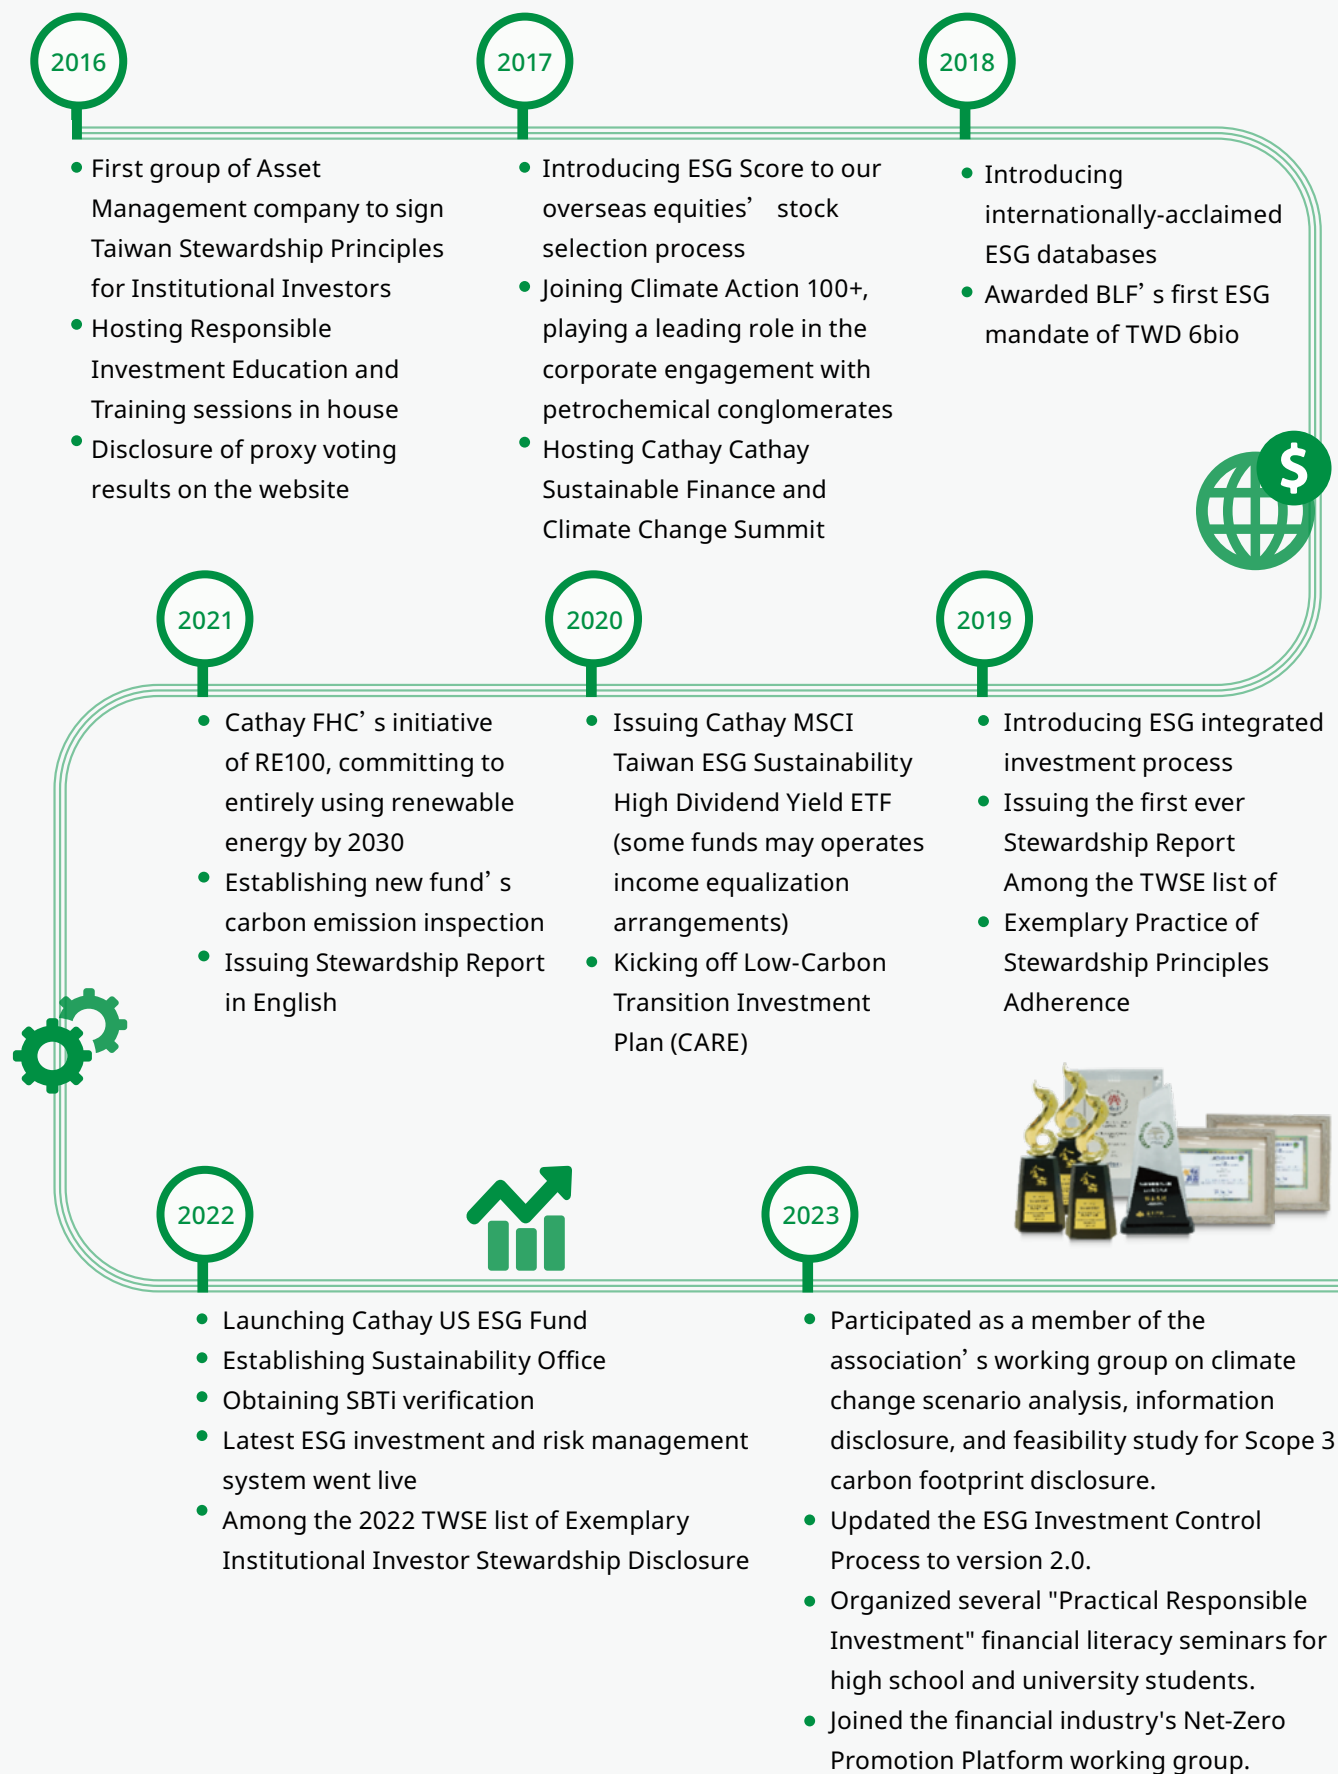 2016
First group of Asset
Management company to sign
Taiwan Stewardship Principles
for Institutional Investors
Hosting Responsible
Investment Education and
Training sessions in house
Disclosure of proxy voting
results on the website
2017
Introducing ESG Score to our
overseas equities’ stock
selection process
Joining Climate Action 100+,
playing a leading role in the
corporate engagement with
petrochemical conglomerates
Hosting Cathay Cathay
Sustainable Finance and
Climate Change Summit
2018
Introducing
internationally-acclaimed
ESG databases
Awarded BLF’ s first ESG
mandate of TWD 6bio
$
2019
Introducing ESG integrated
investment process
Issuing the first ever
Stewardship Report
Among the TWSE list of
Exemplary Practice of
Stewardship Principles
Adherence
2020
Issuing Cathay MSCI
Taiwan ESG Sustainability
High Dividend Yield ETF
(some funds may operates
income equalization
arrangements)
Kicking off Low-Carbon
Transition Investment
Plan (CARE)
2021
Cathay FHC’ s initiative
of RE100, committing to
entirely using renewable
energy by 2030
Establishing new fund’ s
carbon emission inspection
Issuing Stewardship Report
in English
2022
Launching Cathay US ESG Fund
Establishing Sustainability Office
Obtaining SBTi verification
Latest ESG investment and risk management
system went live
Among the 2022 TWSE list of Exemplary
Institutional Investor Stewardship Disclosure
2023
Participated as a member of the
association’ s working group on climate
change scenario analysis, information
disclosure, and feasibility study for Scope 3
carbon footprint disclosure.
Updated the ESG Investment Control
Process to version 2.0.
Organized several "Practical Responsible
Investment" financial literacy seminars for
high school and university students.
Joined the financial industry's Net-Zero
Promotion Platform working group.